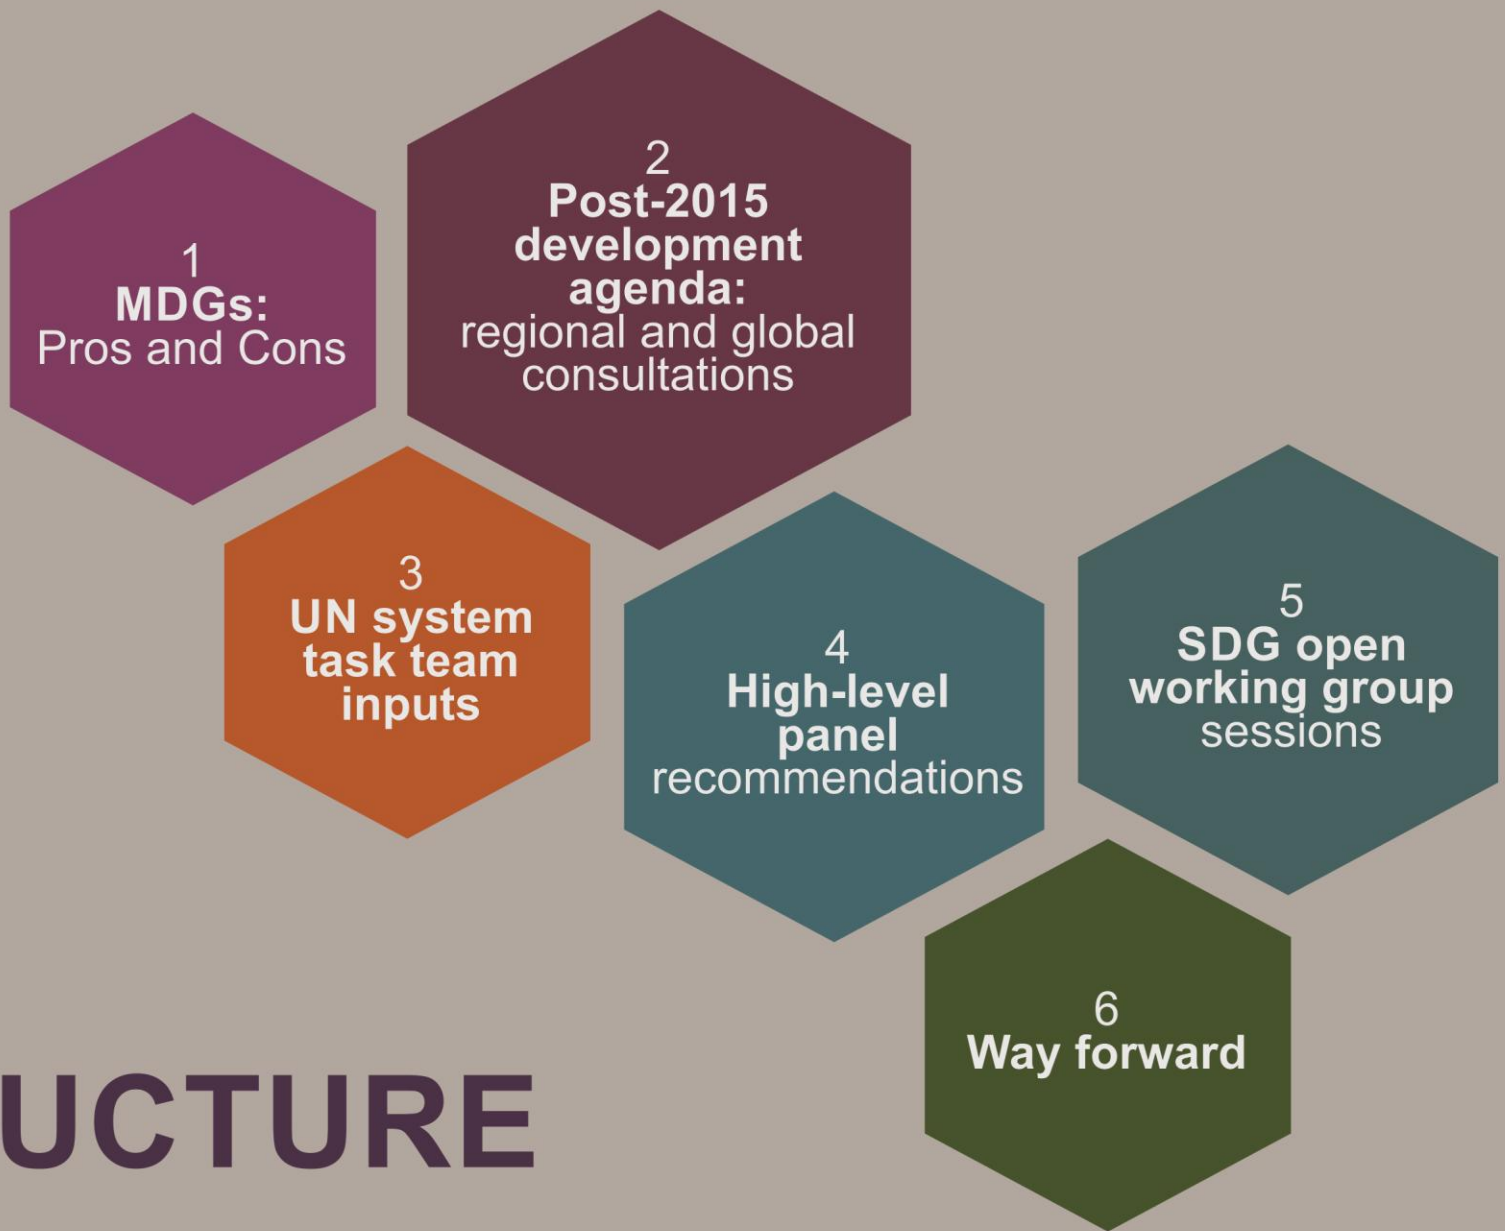 1
MDGs:
Pros and Cons
2
Post-2015
development
agenda:
regional and global
consultations
3
UN system
task team
inputs
4
High-level
panel
recommendations
5
SDG open
working group
sessions
6
Way forward
UCTURE